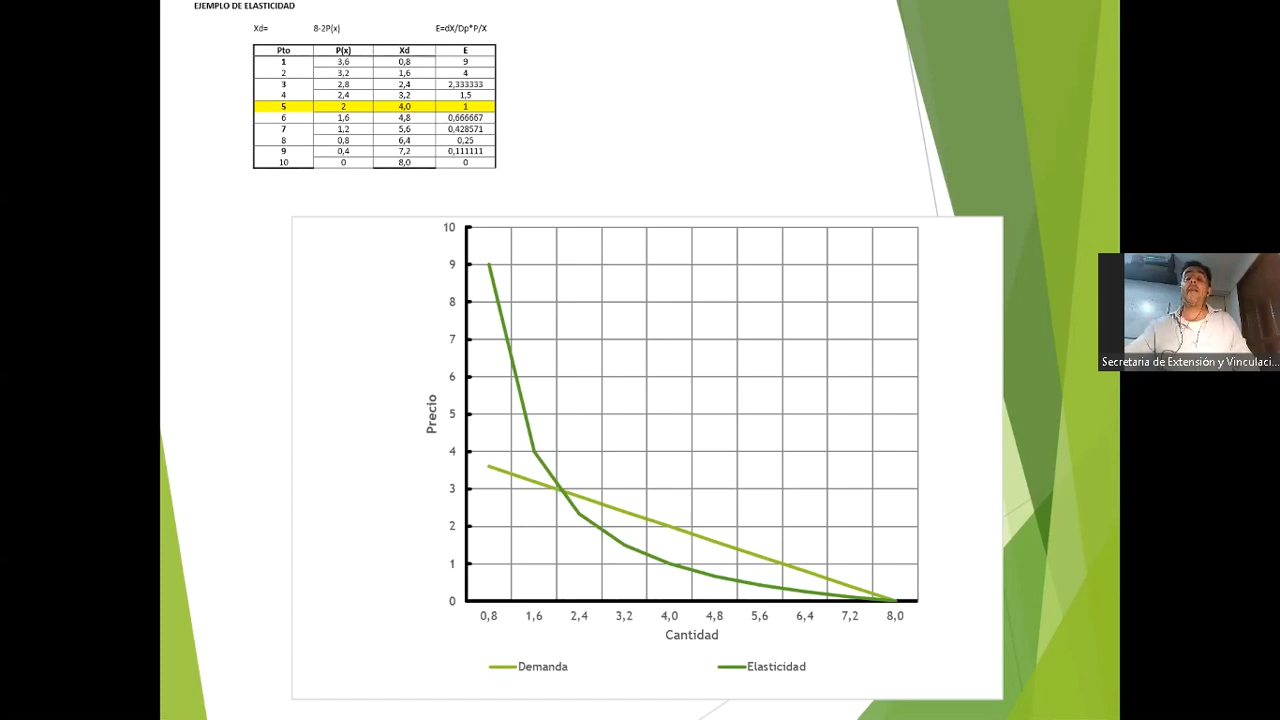 EJEMPLO DE ELASTICIDAD
Xd= 8-2P(x) E=dX/Dp*P/X
Pto P(x) Xd E
1 3,6 0,8 9
2 3,2 1,6 4
3 2,8 2,4 2,333333
4 2,4 3,2 1,5
5 2 4,0 1
6 1,6 4,8 0,666667
7 1,2 5,6 0,428571
8 0,8 6,4 0,25
9 0,4 7,2 0,111111
10 0 8,0 0
10
9
8
7
6
5
4
3
2
1
0
Precio
0,8 1,6 2,4 3,2 4,0 4,8 5,6 6,4 7,2 8,0
Cantidad
Demanda Elasticidad
Secretaria de Extensión y Vinculaci...